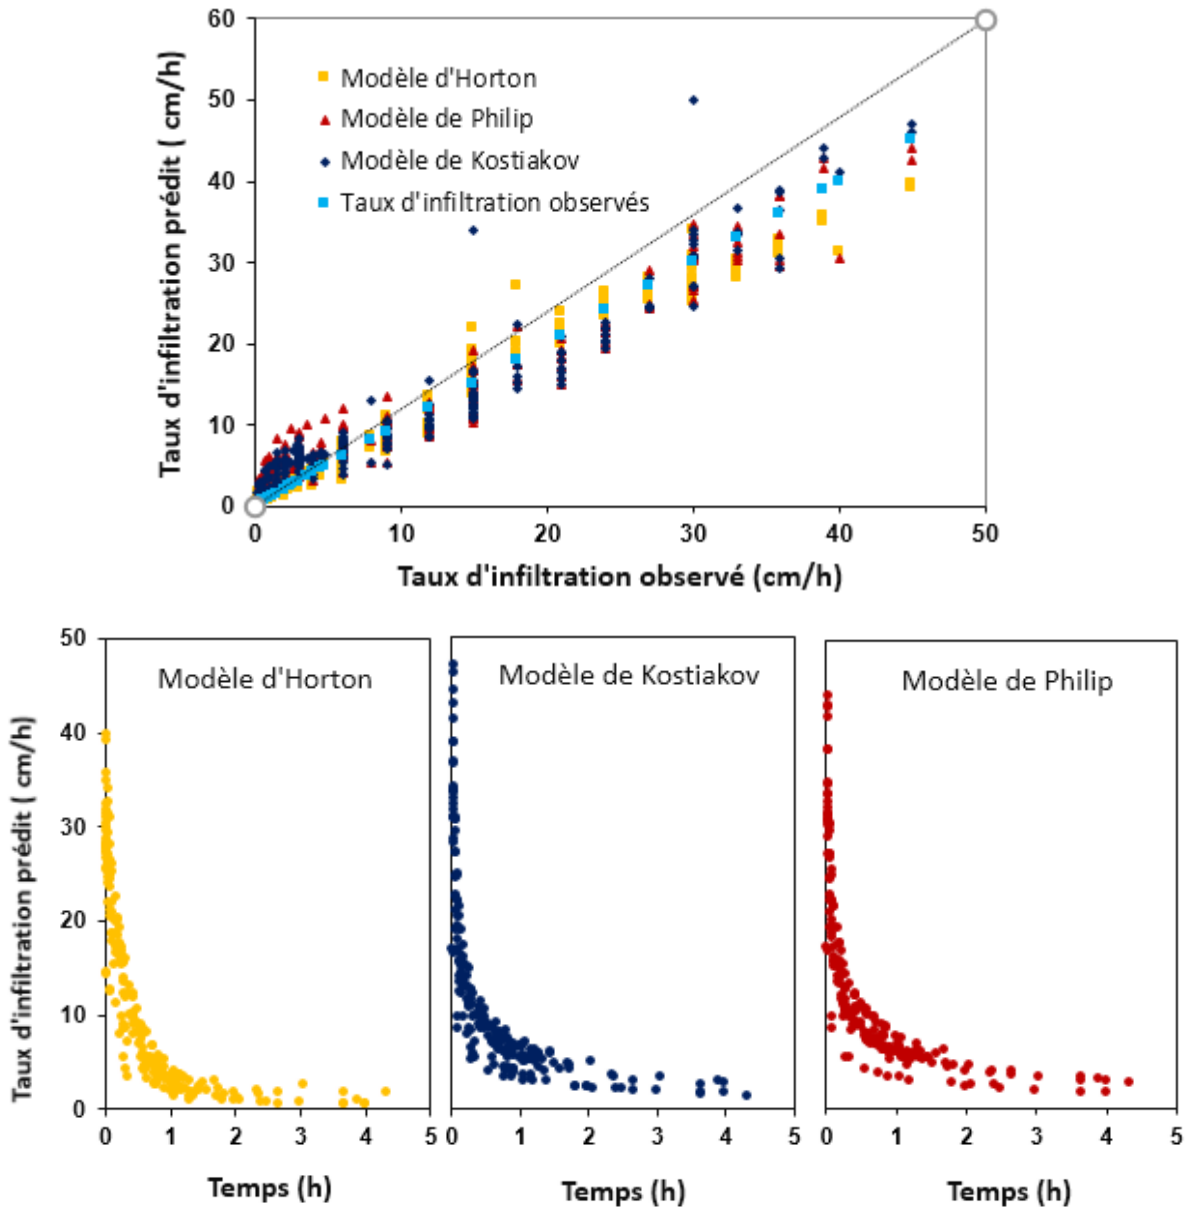 Taux d'infiltration prédit ( cm/h)
60
50
40
30
20
10
0
Modèle d'Horton
Modèle de Philip
Modèle de Kostiakov
Taux d'infiltration observés
0 10 20 30 40 50
Taux d'infiltration observé (cm/h)
Taux d'infiltration prédit ( cm/h)
50
40
30
20
10
0
Modèle d'Horton
0 1 2 3 4 5
Temps (h)
Modèle de Kostiakov
0 1 2 3 4 5
Temps (h)
Modèle de Philip
0 1 2 3 4 5
Temps (h)